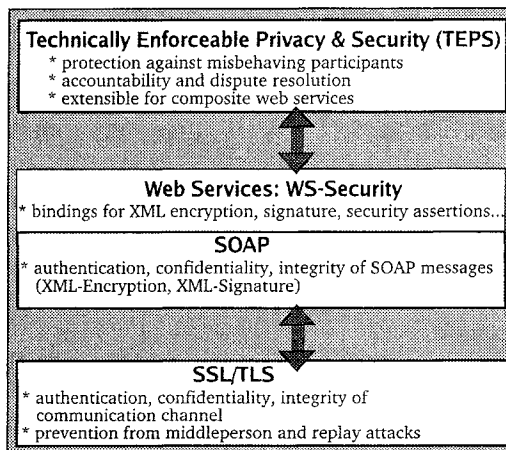 Technically Enforceable Privacy & Security (TEPS)
* protection against misbehaving participants
* accountability and dispute resolution
* extensible for composite web services
Web Services: WS-Security
* bindings for XML encryption, signature, security assertions...
SOAP
* authentication, confidentiality, integrity of SOAP messages
(XML-Encryption, XML-Signature)
SSL/TLS
* authentication, confidentiality, integrity of
communication channel
* prevention from middleperson and replay attacks